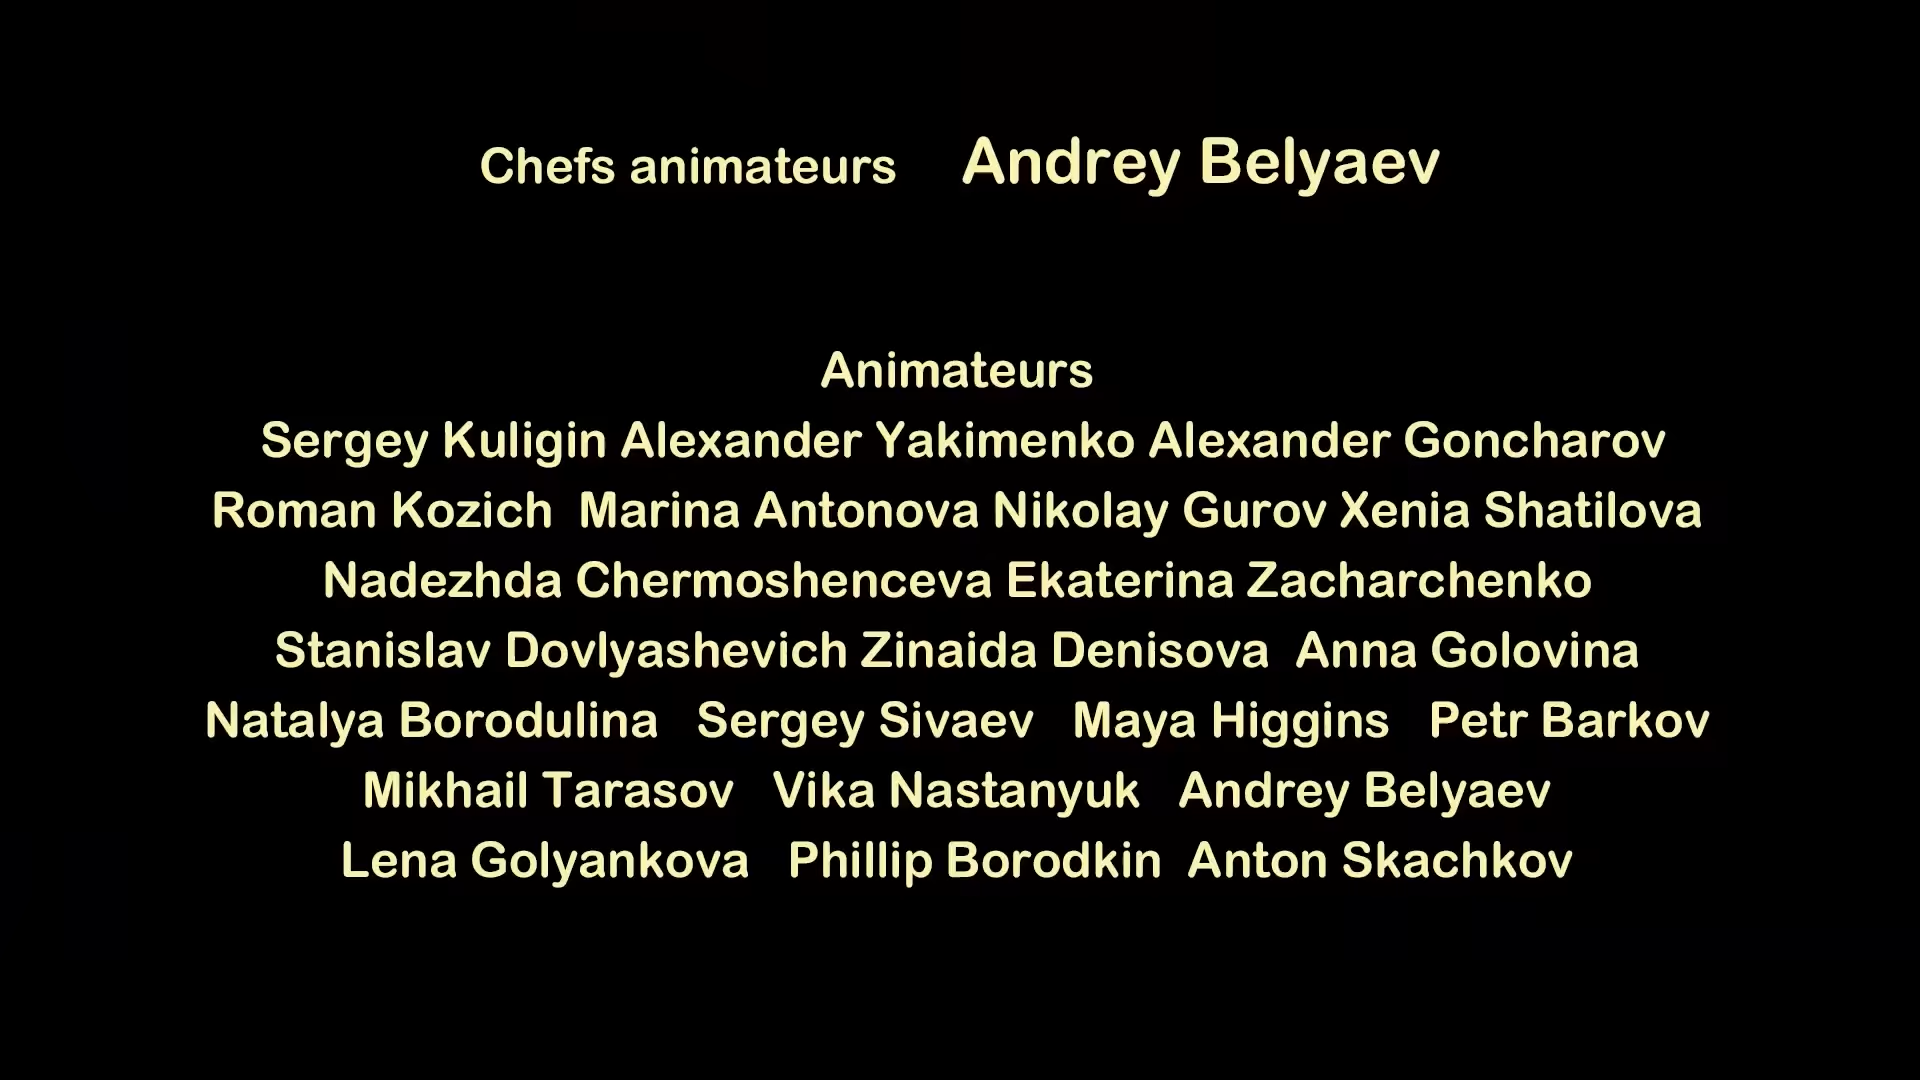 Chefs animateurs Andrey Belyaev
Animateurs
Sergey Kuligin Alexander Yakimenko Alexander Goncharov
Roman Kozich Marina Antonova Nikolay Gurov Xenia Shatilova
Nadezhda Chermoshenceva Ekaterina Zacharchenko
Stanislav Dovlyashevich Zinaida Denisova Anna Golovina
Natalya Borodulina Sergey Sivaev Maya Higgins Petr Barkov
Mikhail Tarasov Vika Nastanyuk Andrey Belyaev
Lena Golyankova Phillip Borodkin Anton Skachkov